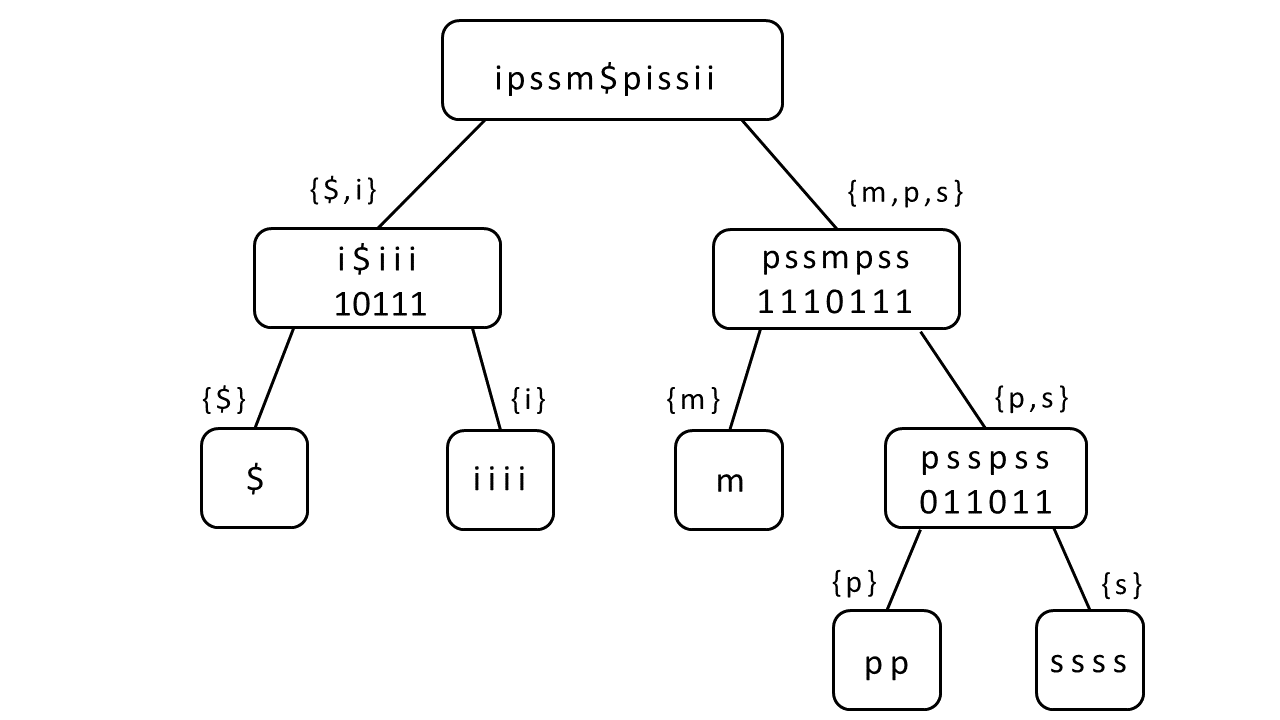 ipssm$pissii
{$,i}
{m,p,s}
i$iii
10111
pssmpss
1110111
{$}
{i}
{m}
{p,s}
$
iiii
m
psspss
011011
{p}
{s}
pp
ssss